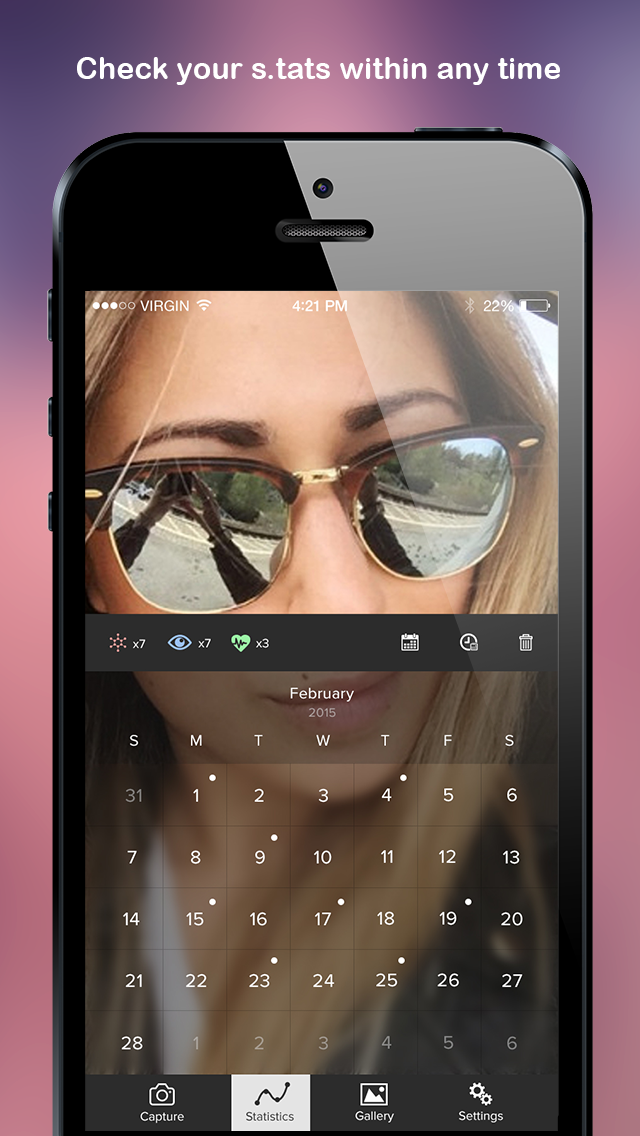 Check your s.tats within any time
VIRGIN 4:21 PM 22%
x7 x7 x3
February
2015
S M T W T F S
31 1 2 3 4 5 6
7 8 9 10 11 12 13
14 15 16 17 18 19 20
21 22 23 24 25 26 27
28 1 2 3 4 5 6
Capture Statistics Gallery Settings